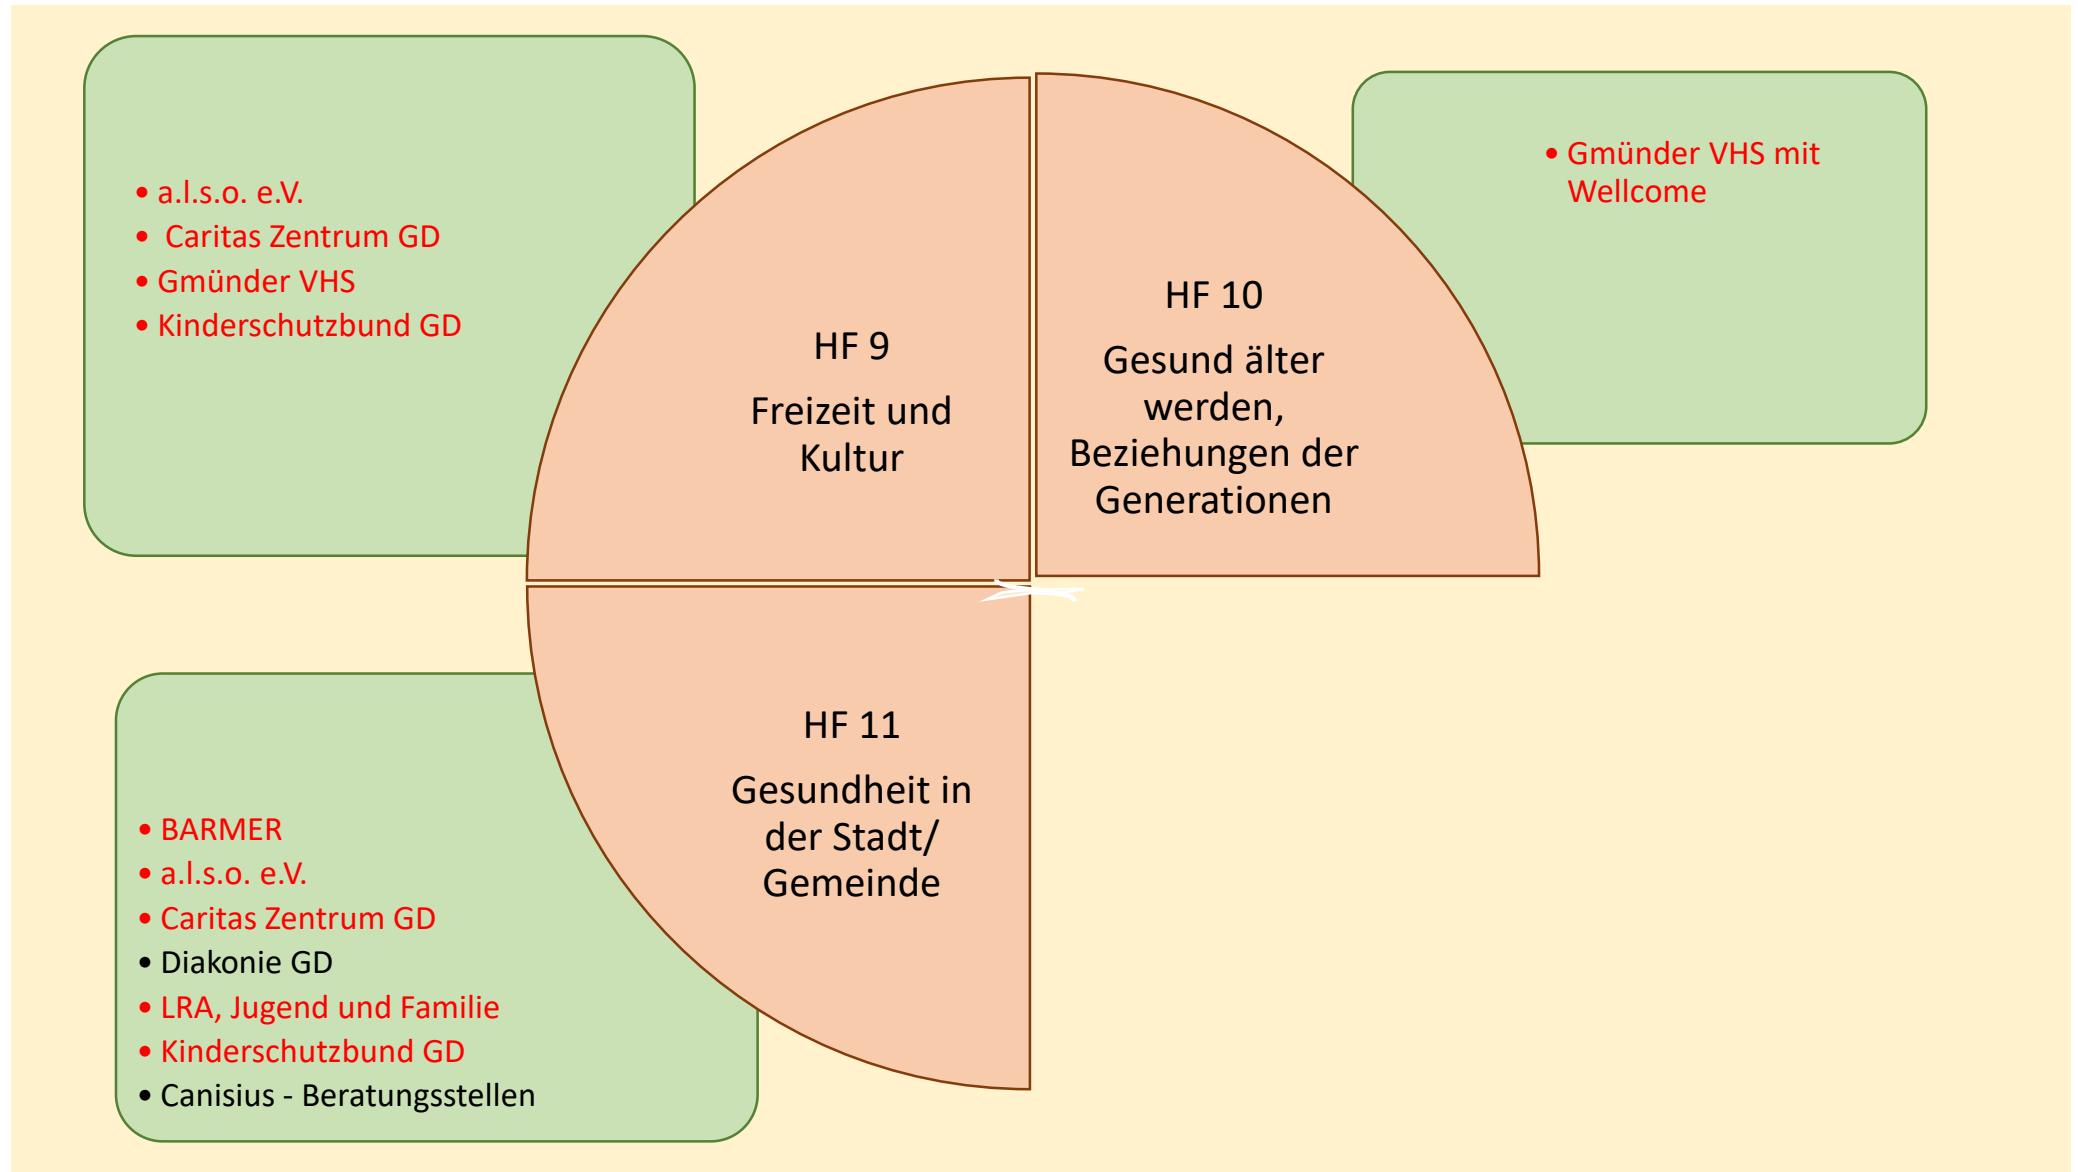 • a.l.s.o. e.V.
• Caritas Zentrum GD
• Gmünder VHS
• Kinderschutzbund GD
HF 9
Freizeit und
Kultur
HF 10
Gesund älter
werden,
Beziehungen der
Generationen
• Gmünder VHS mit
Wellcome
HF 11
Gesundheit in
der Stadt/
Gemeinde
• BARMER
• a.l.s.o. e.V.
• Caritas Zentrum GD
• Diakonie GD
• LRA, Jugend und Familie
• Kinderschutzbund GD
• Canisius - Beratungsstellen